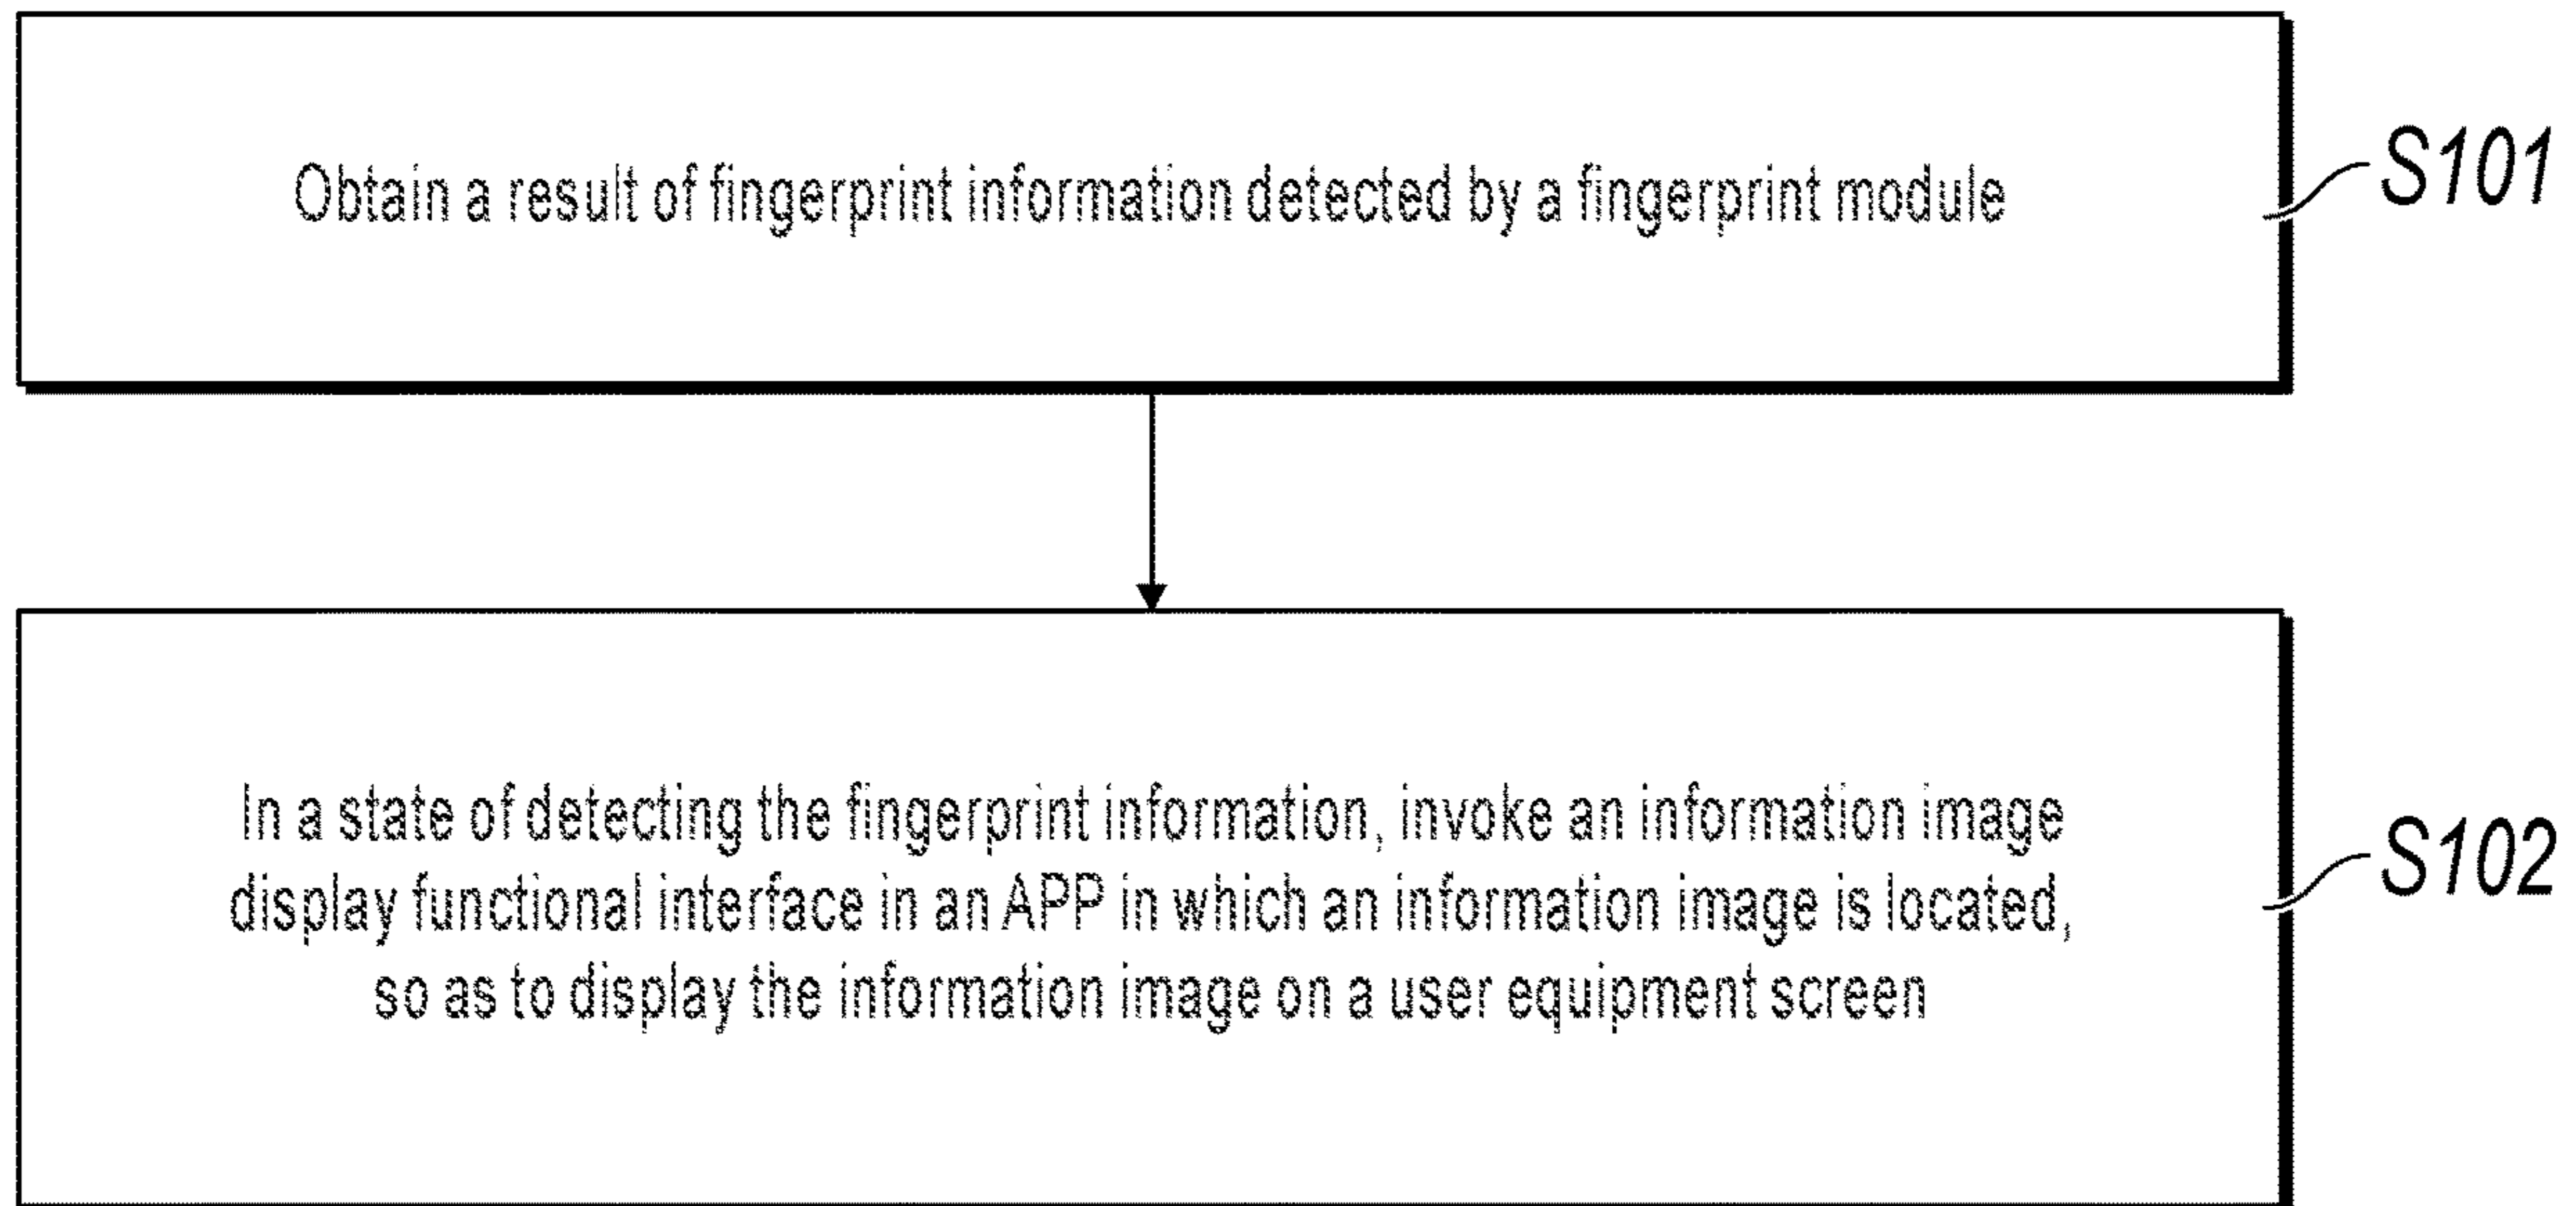 Obtain a result of fingerprint information detected by a fingerprint module
S101
In a state of detecting the fingerprint information, invoke an information image
display functional interface in an APP in which an information image is located,
so as to display the information image on a user equipment screen
S102